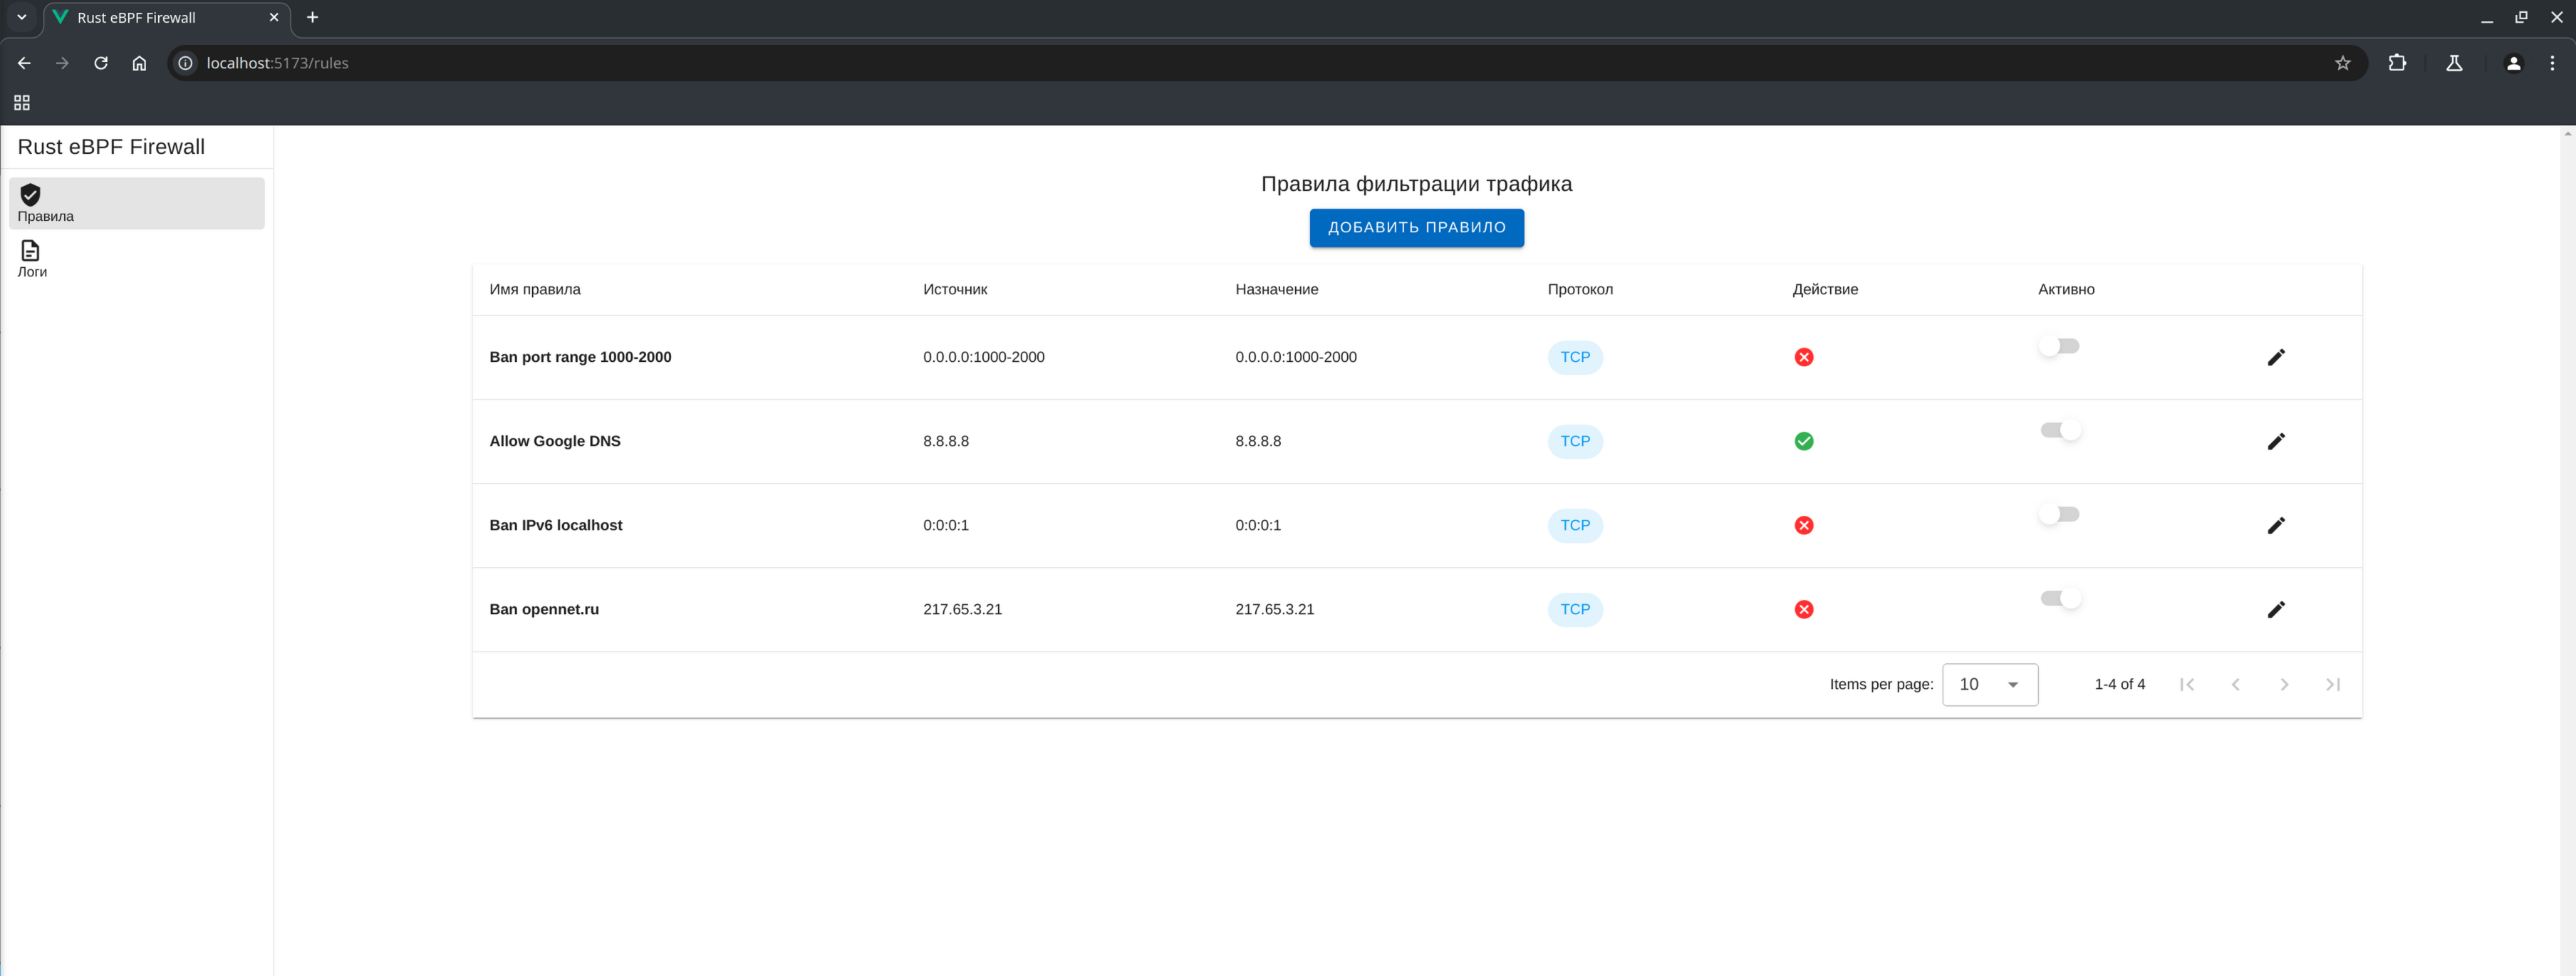 Rust eBPF Firewall
localhost:5173/rules
Rust eBPF Firewall
Правила
Логи
Правила фильтрации трафика
ДОБАВИТЬ ПРАВИЛО
Имя правила Источник Назначение Протокол Действие Активно
Ban port range 1000-2000 0.0.0.0:1000-2000 0.0.0.0:1000-2000 TCP
Allow Google DNS 8.8.8.8 8.8.8.8 TCP
Ban IPv6 localhost 0:0:0:1 0:0:0:1 TCP
Ban opennet.ru 217.65.3.21 217.65.3.21 TCP
Items per page: 10 1-4 of 4